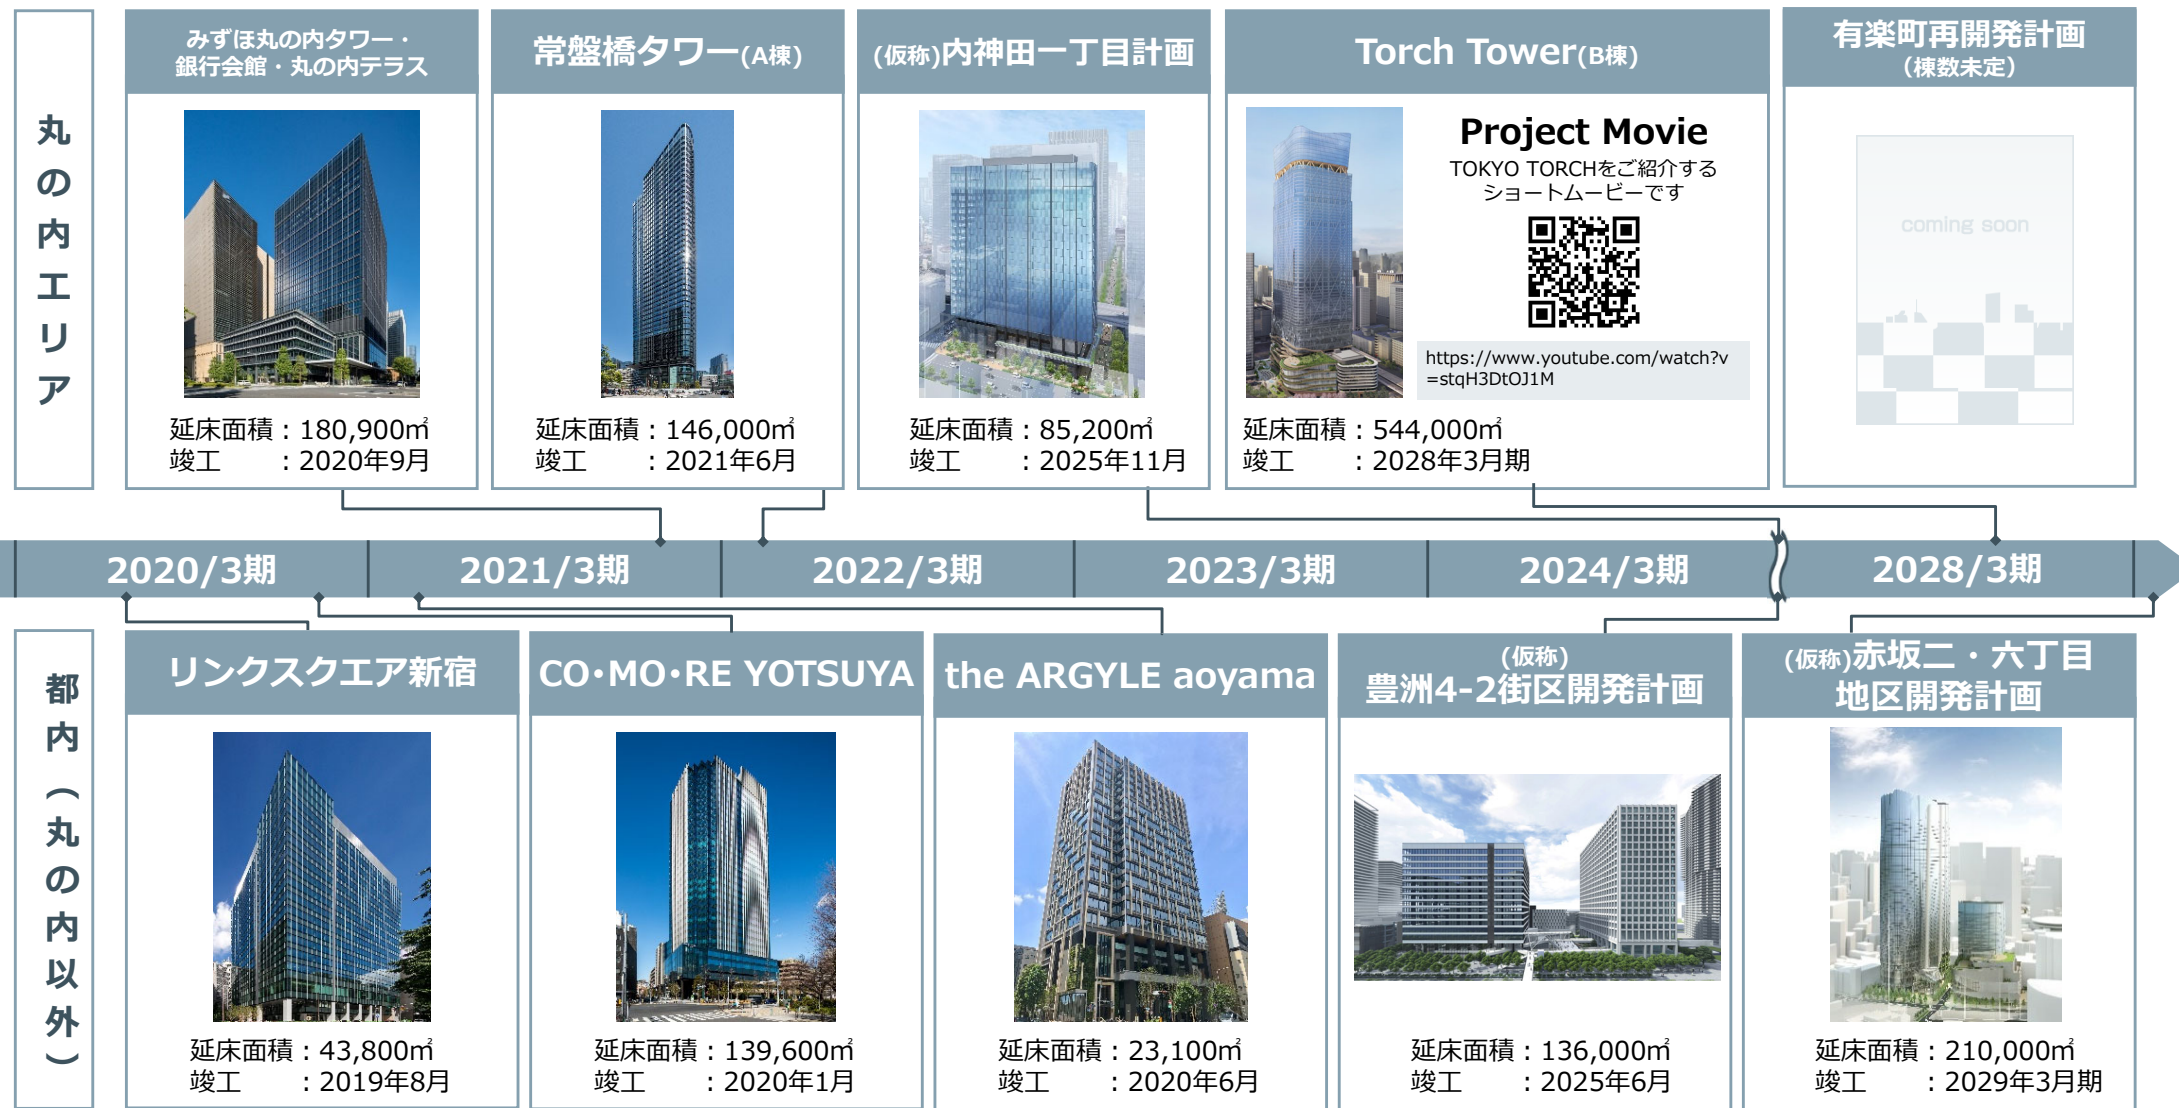 丸の内エリア
みずほ丸の内タワー・
銀行会館・丸の内テラス
延床面積：180,900㎡
竣工　　：2020年9月
常盤橋タワー(A棟)
延床面積：146,000㎡
竣工　　：2021年6月
(仮称)内神田一丁目計画
延床面積：85,200㎡
竣工　　：2025年11月
Torch Tower(B棟)
Project Movie
TOKYO TORCHをご紹介する
ショートムービーです
https://www.youtube.com/watch?v
=stqH3DtOJ1M
延床面積：544,000㎡
竣工　　：2028年3月期
有楽町再開発計画
（棟数未定）
coming soon
2020/3期
2021/3期
2022/3期
2023/3期
2024/3期
2028/3期
都内（丸の内以外）
リンクスクエア新宿
延床面積：43,800㎡
竣工　　：2019年8月
CO・MO・RE YOTSUYA
延床面積：139,600㎡
竣工　　：2020年1月
the ARGYLE aoyama
延床面積：23,100㎡
竣工　　：2020年6月
(仮称)
豊洲4-2街区開発計画
延床面積：136,000㎡
竣工　　：2025年6月
(仮称)赤坂二・六丁目
地区開発計画
延床面積：210,000㎡
竣工　　：2029年3月期